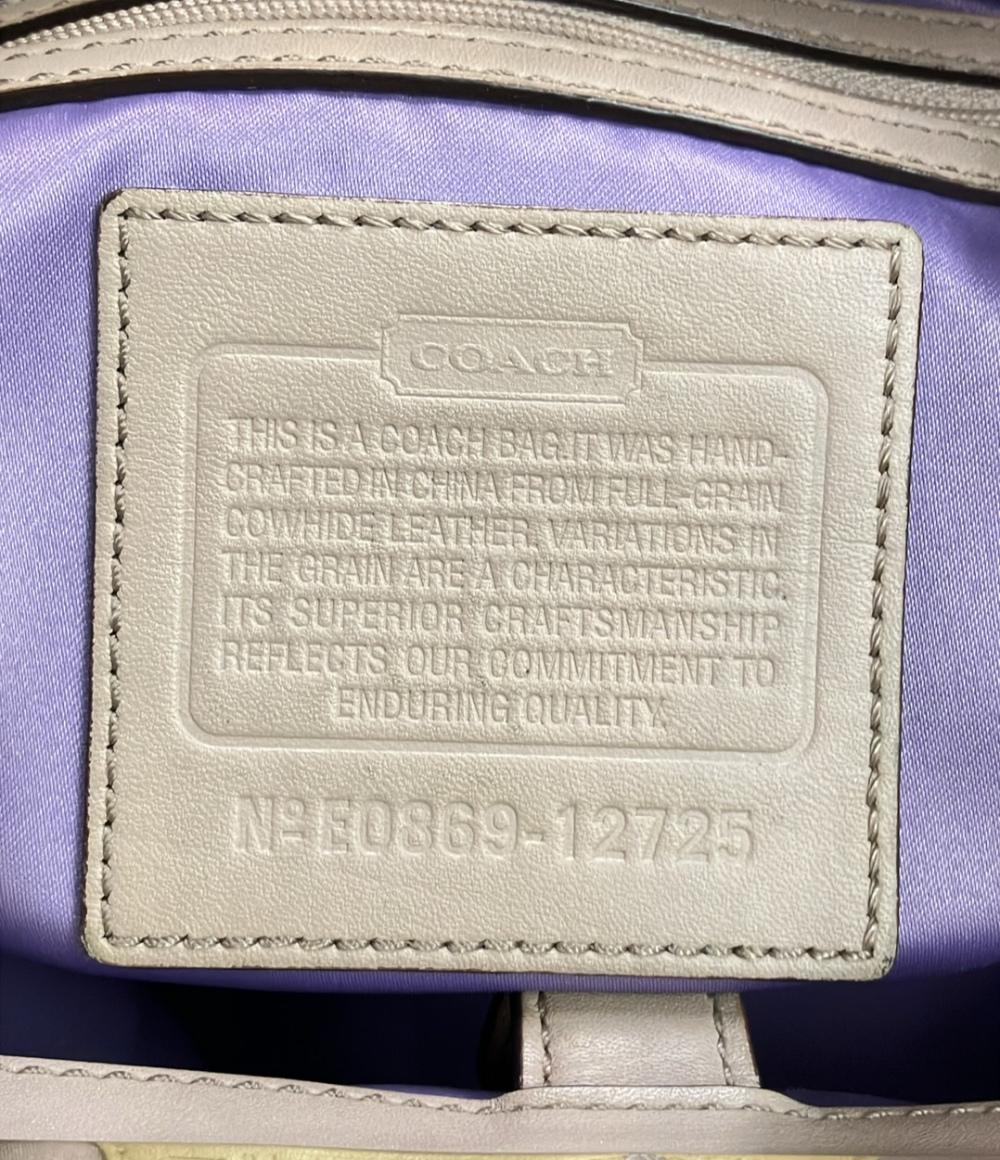 COACH
THIS IS A COACH BAG.IT WAS HAND-
CRAFTED IN CHINA FROM FULL-GRAIN
COWHIDE LEATHER. VARIATIONS IN
THE GRAIN ARE A CHARACTERISTIC.
ITS SUPERIOR CRAFTSMANSHIP
REFLECTS OUR COMMITMENT TO
ENDURING QUALITY.
Nº E0869-12725